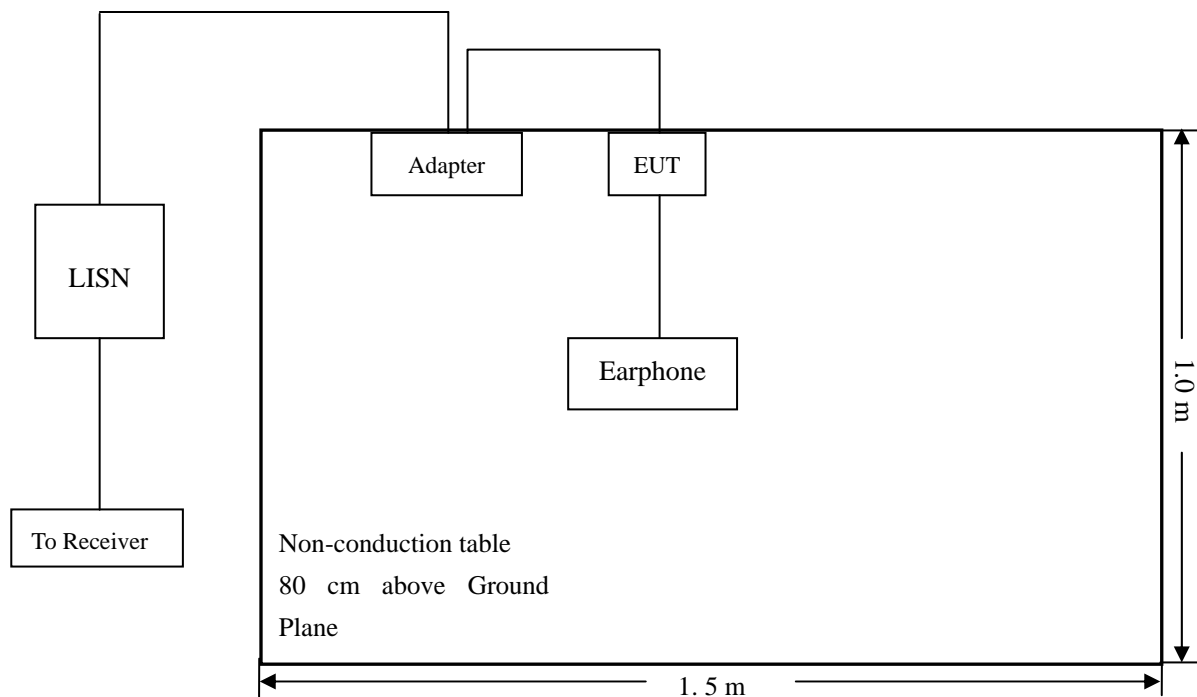 Adapter
EUT
LISN
Earphone
1.0 m
To Receiver
Non-conduction table
80 cm above Ground
Plane
1. 5 m